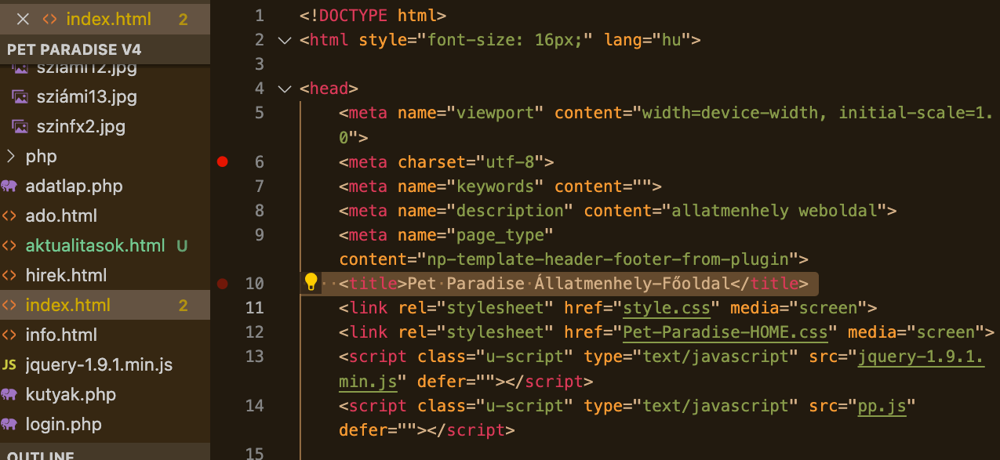 index.html 2
PET PARADISE V4
sziámi12.jpg
sziámi13.jpg
szinfx2.jpg
php
adatlap.php
ado.html
aktualitasok.html U
hirek.html
index.html 2
info.html
JS jquery-1.9.1.min.js
kutyak.php
login.php
OUTLINE
1 <!DOCTYPE html>
2 <html style="font-size: 16px;" lang="hu">
3
4 <head>
5 <meta name="viewport" content="width=device-width, initial-scale=1.
0">
6 <meta charset="utf-8">
7 <meta name="keywords" content="">
8 <meta name="description" content="allatmenhely weboldal">
9 <meta name="page_type"
content="np-template-header-footer-from-plugin">
10 <title>Pet Paradise Állatmenhely-Főoldal</title>
11 <link rel="stylesheet" href="style.css" media="screen">
12 <link rel="stylesheet" href="Pet-Paradise-HOME.css" media="screen">
13 <script class="u-script" type="text/javascript" src="jquery-1.9.1.
min.js" defer=""></script>
14 <script class="u-script" type="text/javascript" src="pp.js"
defer=""></script>
15